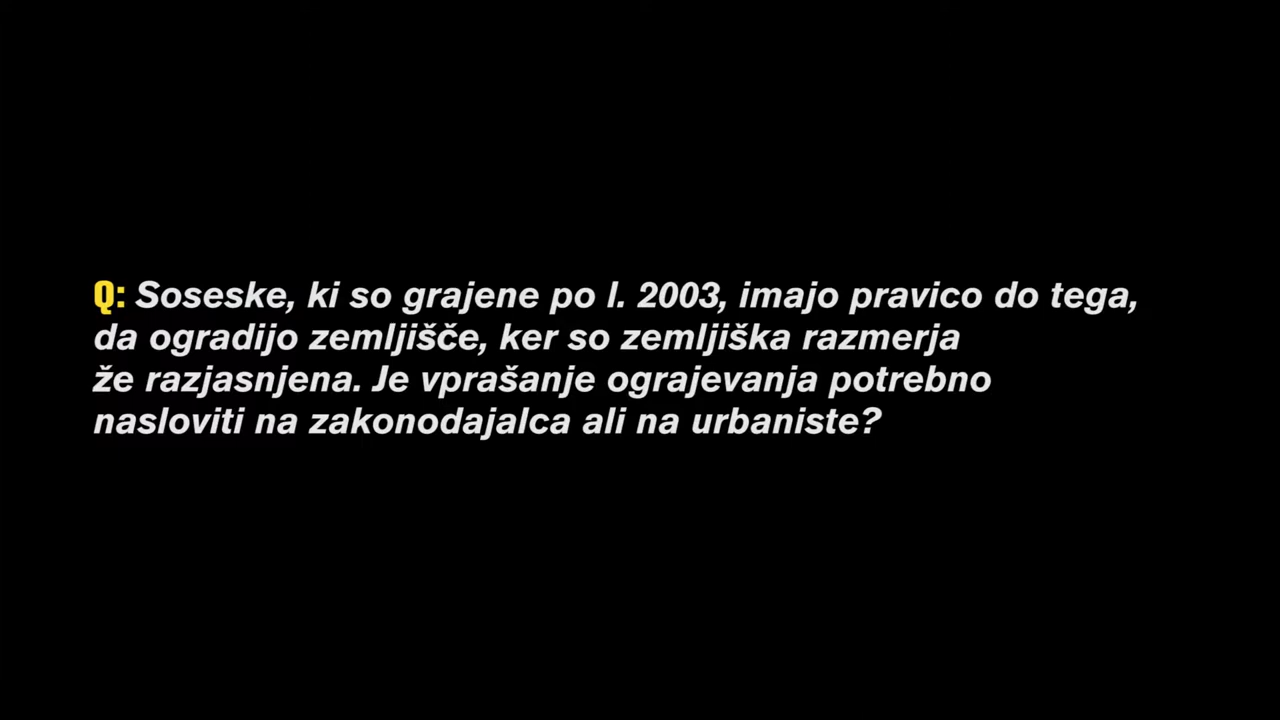 Q: Soseske, ki so grajene po l. 2003, imajo pravico do tega,
da ogradijo zemljišče, ker so zemljiška razmerja
že razjasnjena. Je vprašanje ograjevanja potrebno
nasloviti na zakonodajalca ali na urbaniste?